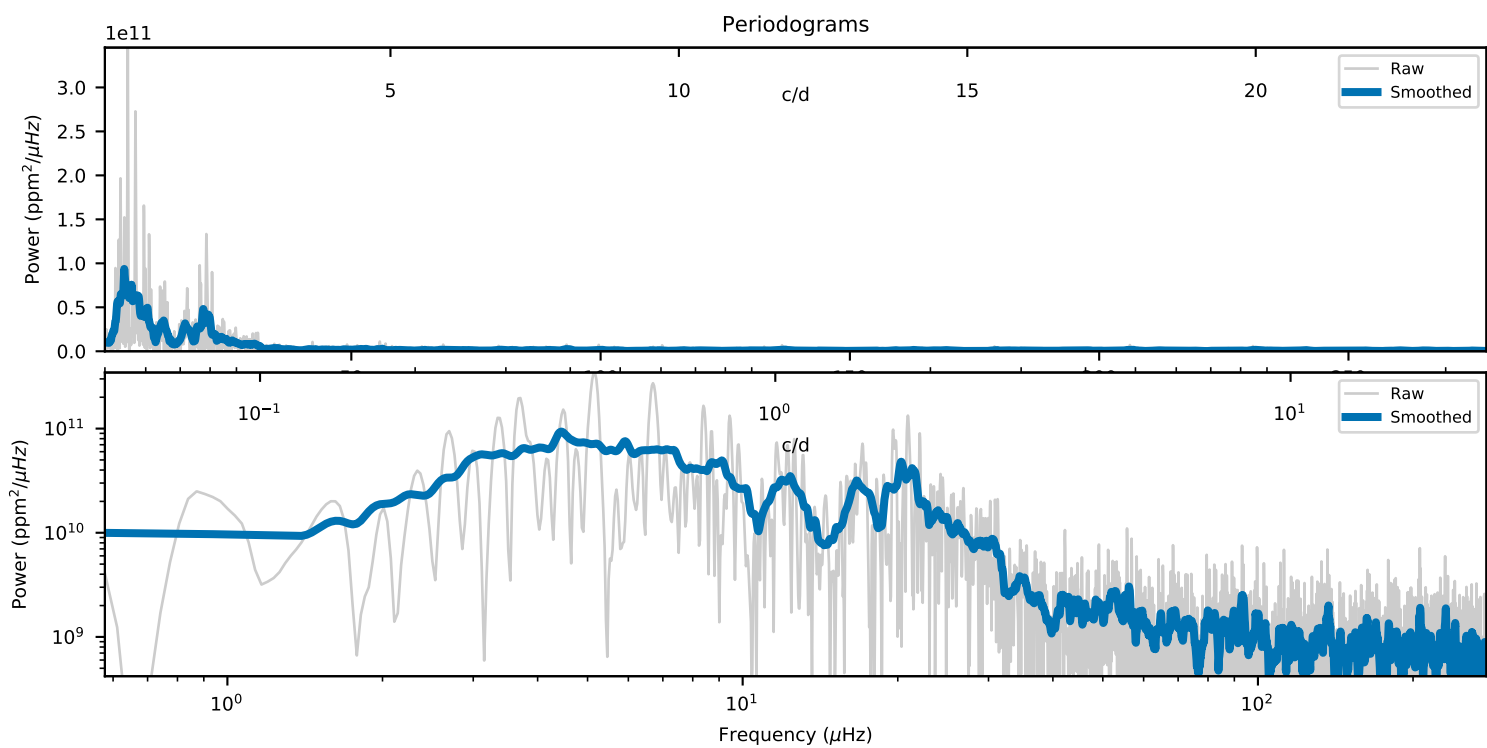 Periodograms
1e11
Power (ppm²/μHz)
3.0
2.5
2.0
1.5
1.0
0.5
0.0
5
10
15
20
c/d
Raw
Smoothed
Power (ppm²/μHz)
10¹¹
10¹⁰
10⁹
10⁻¹
10⁰
10¹
c/d
Raw
Smoothed
10⁰
10¹
10²
Frequency (μHz)